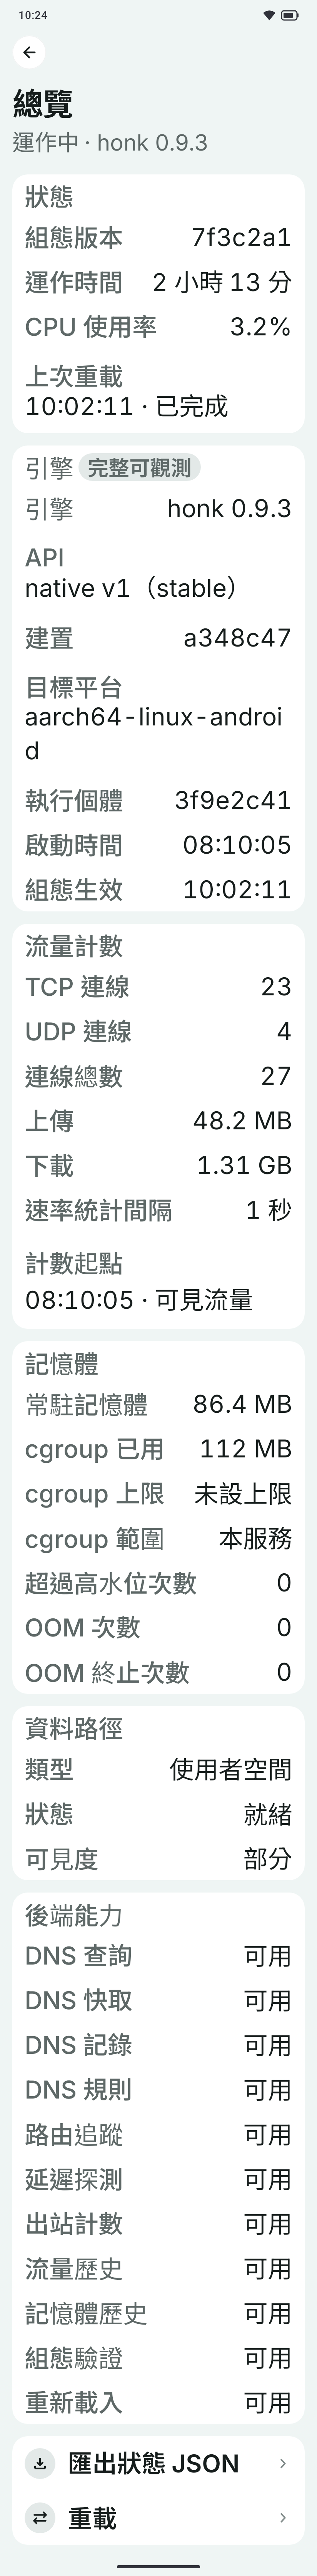 10:24
總覽
運作中 · honk 0.9.3
狀態
組態版本 7f3c2a1
運作時間 2 小時 13 分
CPU 使用率 3.2%
上次重載
10:02:11 · 已完成
引擎 完整可觀測
引擎 honk 0.9.3
API
native v1（stable）
建置 a348c47
目標平台
aarch64-linux-androi
d
執行個體 3f9e2c41
啟動時間 08:10:05
組態生效 10:02:11
流量計數
TCP 連線 23
UDP 連線 4
連線總數 27
上傳 48.2 MB
下載 1.31 GB
速率統計間隔 1 秒
計數起點
08:10:05 · 可見流量
記憶體
常駐記憶體 86.4 MB
cgroup 已用 112 MB
cgroup 上限 未設上限
cgroup 範圍 本服務
超過高水位次數 0
OOM 次數 0
OOM 終止次數 0
資料路徑
類型 使用者空間
狀態 就緒
可見度 部分
後端能力
DNS 查詢 可用
DNS 快取 可用
DNS 記錄 可用
DNS 規則 可用
路由追蹤 可用
延遲探測 可用
出站計數 可用
流量歷史 可用
記憶體歷史 可用
組態驗證 可用
重新載入 可用
匯出狀態 JSON
重載